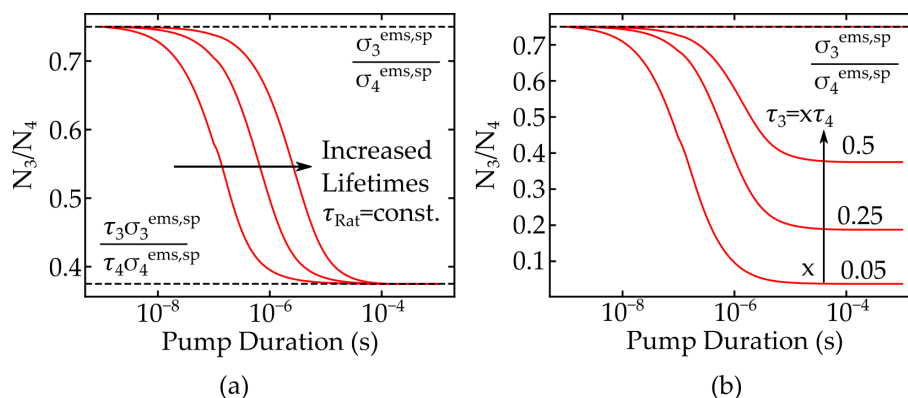 N₃/N₄
0.7
0.6
0.5
0.4
σ₃ᵉᵐˢ,ˢᵖ
σ₄ᵉᵐˢ,ˢᵖ
Increased
Lifetimes
τRat=const.
τ₃σ₃ᵉᵐˢ,ˢᵖ
τ₄σ₄ᵉᵐˢ,ˢᵖ
10⁻⁸ 10⁻⁶ 10⁻⁴
Pump Duration (s)
(a)
N₃/N₄
0.7
0.6
0.5
0.4
0.3
0.2
0.1
σ₃ᵉᵐˢ,ˢᵖ
σ₄ᵉᵐˢ,ˢᵖ
τ₃=xτ₄
0.5
0.25
x 0.05
10⁻⁸ 10⁻⁶ 10⁻⁴
Pump Duration (s)
(b)